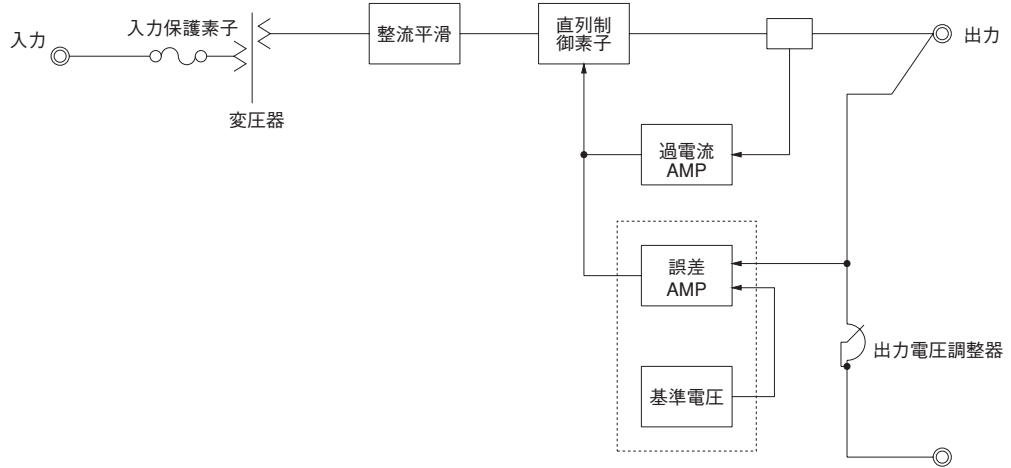 入力
入力保護素子
変圧器
整流平滑
直列制
御素子
出力
過電流
AMP
誤差
AMP
基準電圧
出力電圧調整器